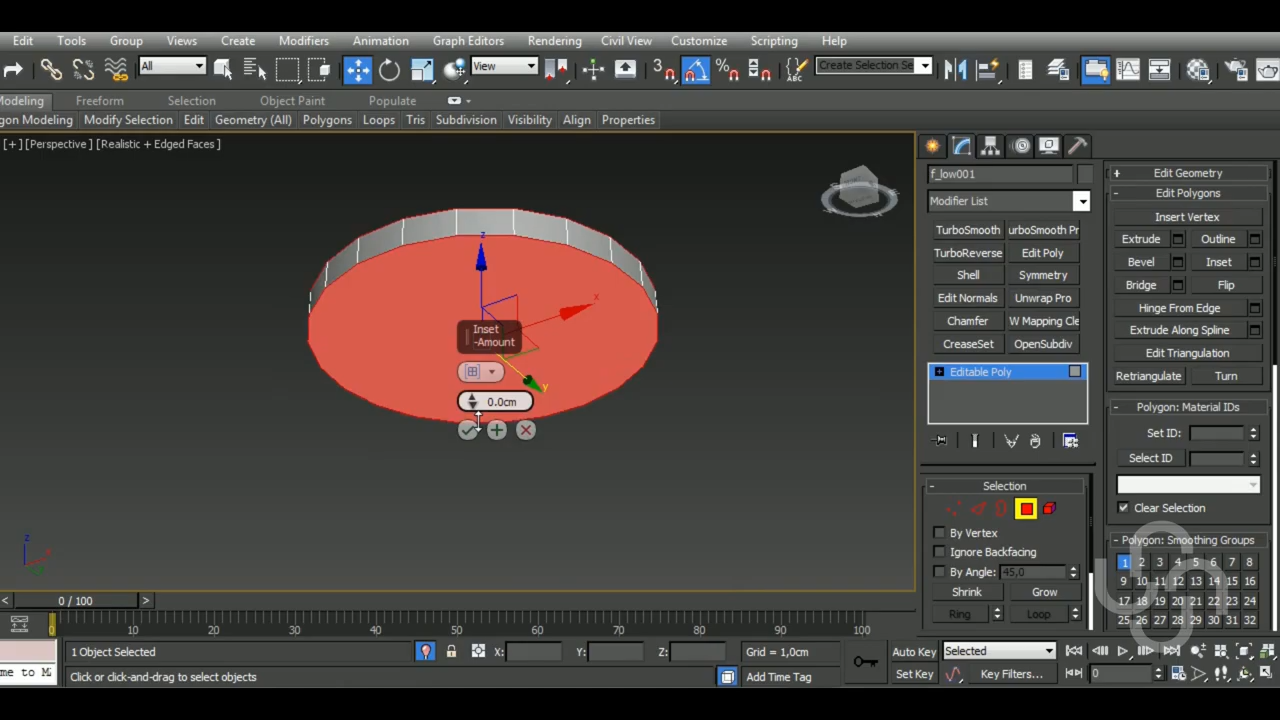 Edit Tools Group Views Create Modifiers Animation Graph Editors Rendering Civil View Customize Scripting Help
All View 3 ABC Create Selection Se
Modeling Freeform Selection Object Paint Populate
gon Modeling Modify Selection Edit Geometry (All) Polygons Loops Tris Subdivision Visibility Align Properties
[+] [Perspective] [Realistic + Edged Faces]
f_low001
Modifier List
TurboSmooth urboSmooth Pr
TurboReverse Edit Poly
Shell Symmetry
Edit Normals Unwrap Pro
Chamfer W Mapping Cle
CreaseSet OpenSubdiv
Editable Poly
- Selection
By Vertex
Ignore Backfacing
By Angle: 45,0
Shrink Grow
Ring Loop
+ Edit Geometry
- Edit Polygons
Insert Vertex
Extrude Outline
Bevel Inset
Bridge Flip
Hinge From Edge
Extrude Along Spline
Edit Triangulation
Retriangulate Turn
- Polygon: Material IDs
Set ID:
Select ID
Clear Selection
- Polygon: Smoothing Groups
1 2 3 4 5 6 7 8
9 10 11 12 13 14 15 16
17 18 19 20 21 22 23 24
25 26 27 28 29 30 31 32
z
x
y
Inset
-Amount
0.0cm
z
< 0 / 100 >
0 10 20 30 40 50 60 70 80 90 100
1 Object Selected X: Y: Z: Grid = 1,0cm Auto Key Selected
ome to M
Click or click-and-drag to select objects Add Time Tag Set Key Key Filters... 0